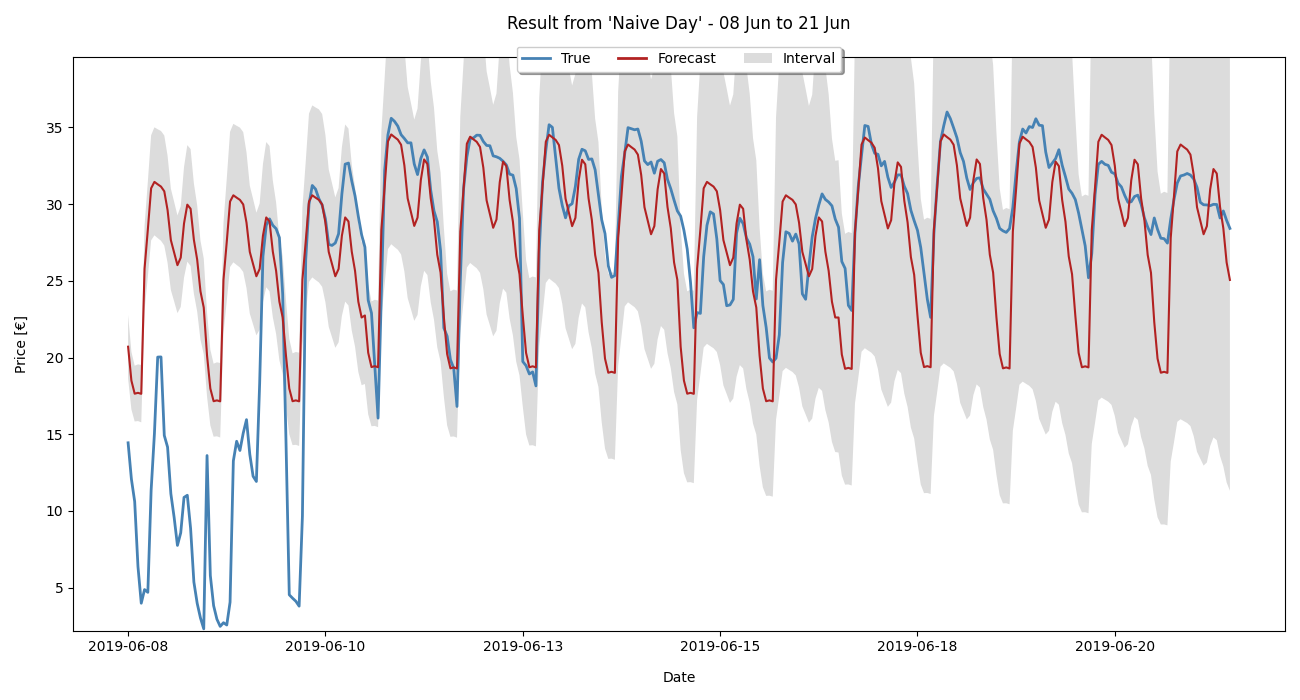 Result from 'Naive Day' - 08 Jun to 21 Jun
True Forecast Interval
35
30
25
20
15
10
5
Price [€]
2019-06-08 2019-06-10 2019-06-13 2019-06-15 2019-06-18 2019-06-20
Date